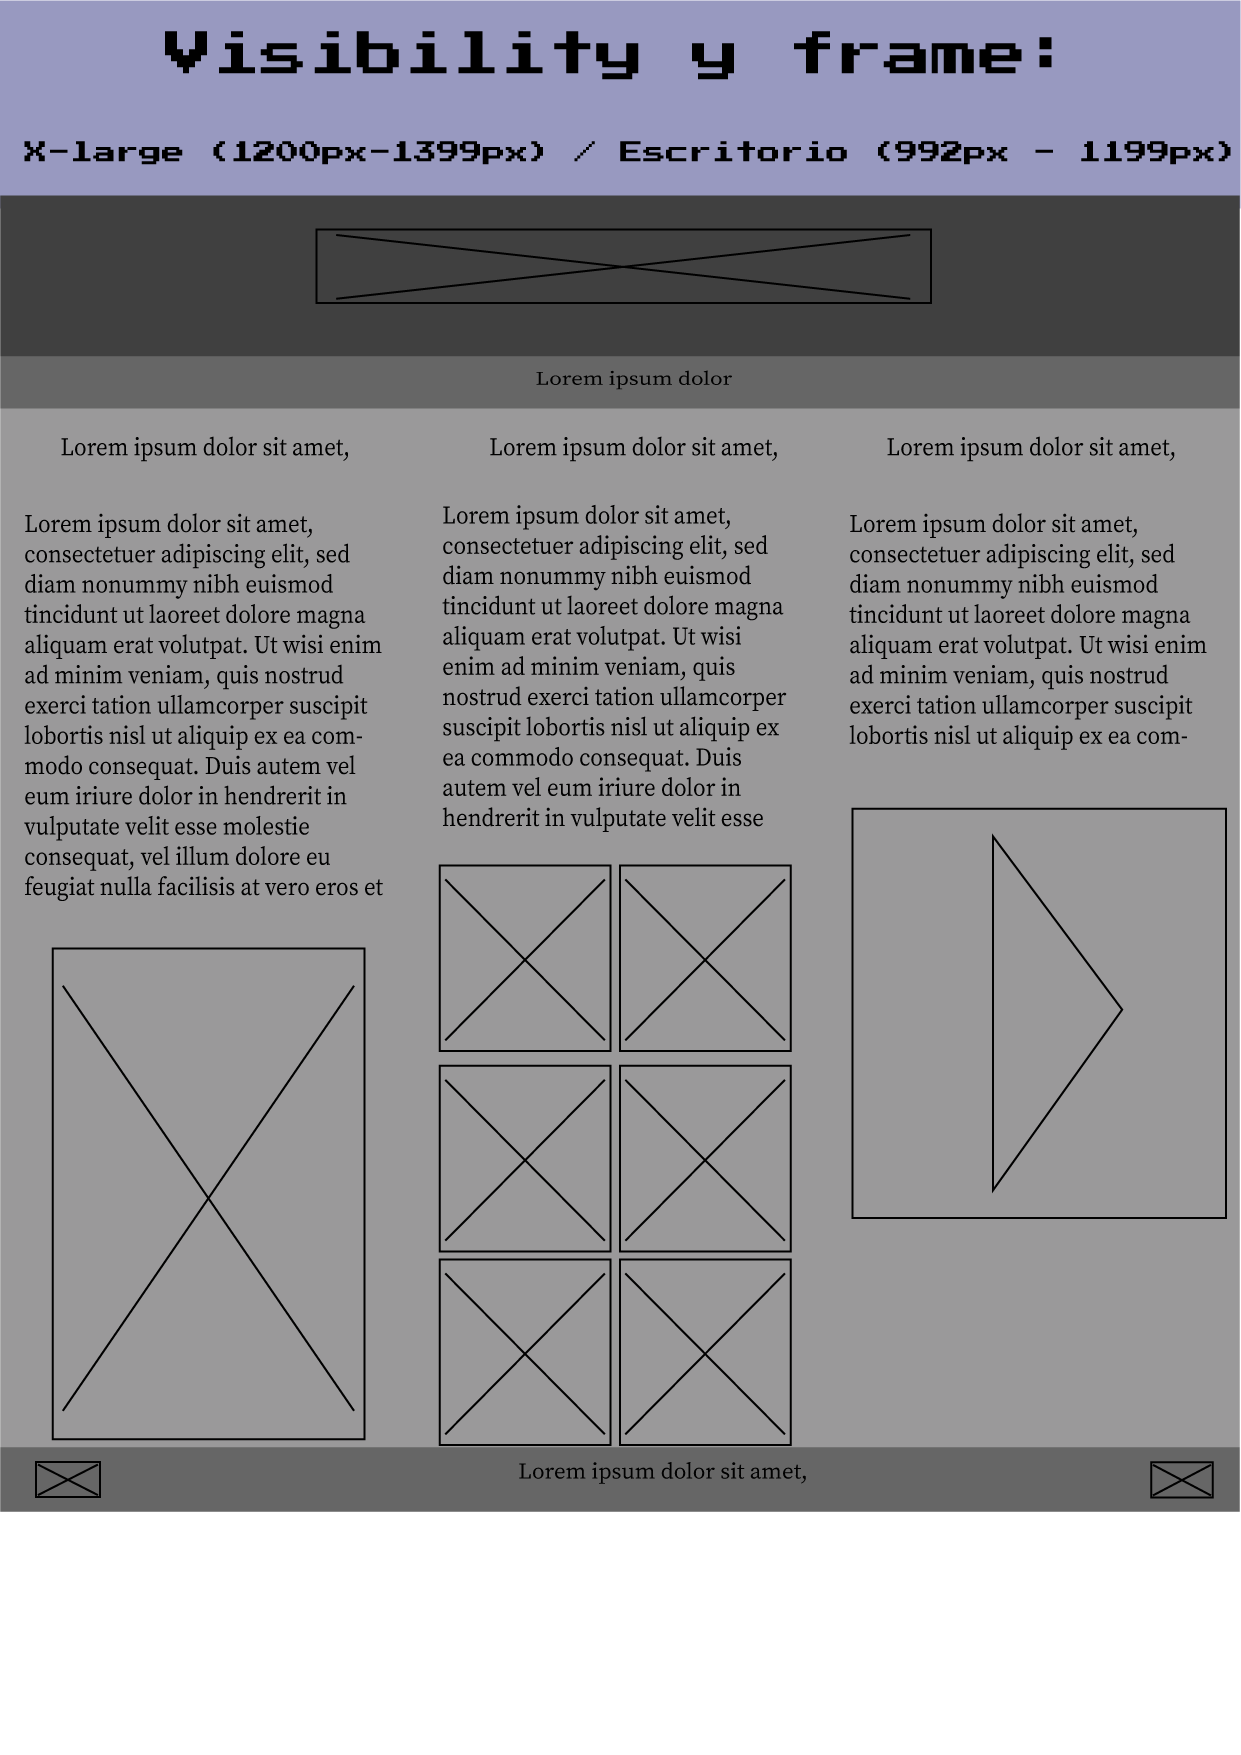 Visibility y frame:
X-large (1200px-1399px) / Escritorio (992px - 1199px)
Lorem ipsum dolor
Lorem ipsum dolor sit amet,
Lorem ipsum dolor sit amet,
consectetuer adipiscing elit, sed
diam nonummy nibh euismod
tincidunt ut laoreet dolore magna
aliquam erat volutpat. Ut wisi enim
ad minim veniam, quis nostrud
exerci tation ullamcorper suscipit
lobortis nisl ut aliquip ex ea com-
modo consequat. Duis autem vel
eum iriure dolor in hendrerit in
vulputate velit esse molestie
consequat, vel illum dolore eu
feugiat nulla facilisis at vero eros et
Lorem ipsum dolor sit amet,
Lorem ipsum dolor sit amet,
consectetuer adipiscing elit, sed
diam nonummy nibh euismod
tincidunt ut laoreet dolore magna
aliquam erat volutpat. Ut wisi
enim ad minim veniam, quis
nostrud exerci tation ullamcorper
suscipit lobortis nisl ut aliquip ex
ea commodo consequat. Duis
autem vel eum iriure dolor in
hendrerit in vulputate velit esse
Lorem ipsum dolor sit amet,
Lorem ipsum dolor sit amet,
consectetuer adipiscing elit, sed
diam nonummy nibh euismod
tincidunt ut laoreet dolore magna
aliquam erat volutpat. Ut wisi enim
ad minim veniam, quis nostrud
exerci tation ullamcorper suscipit
lobortis nisl ut aliquip ex ea com-
Lorem ipsum dolor sit amet,